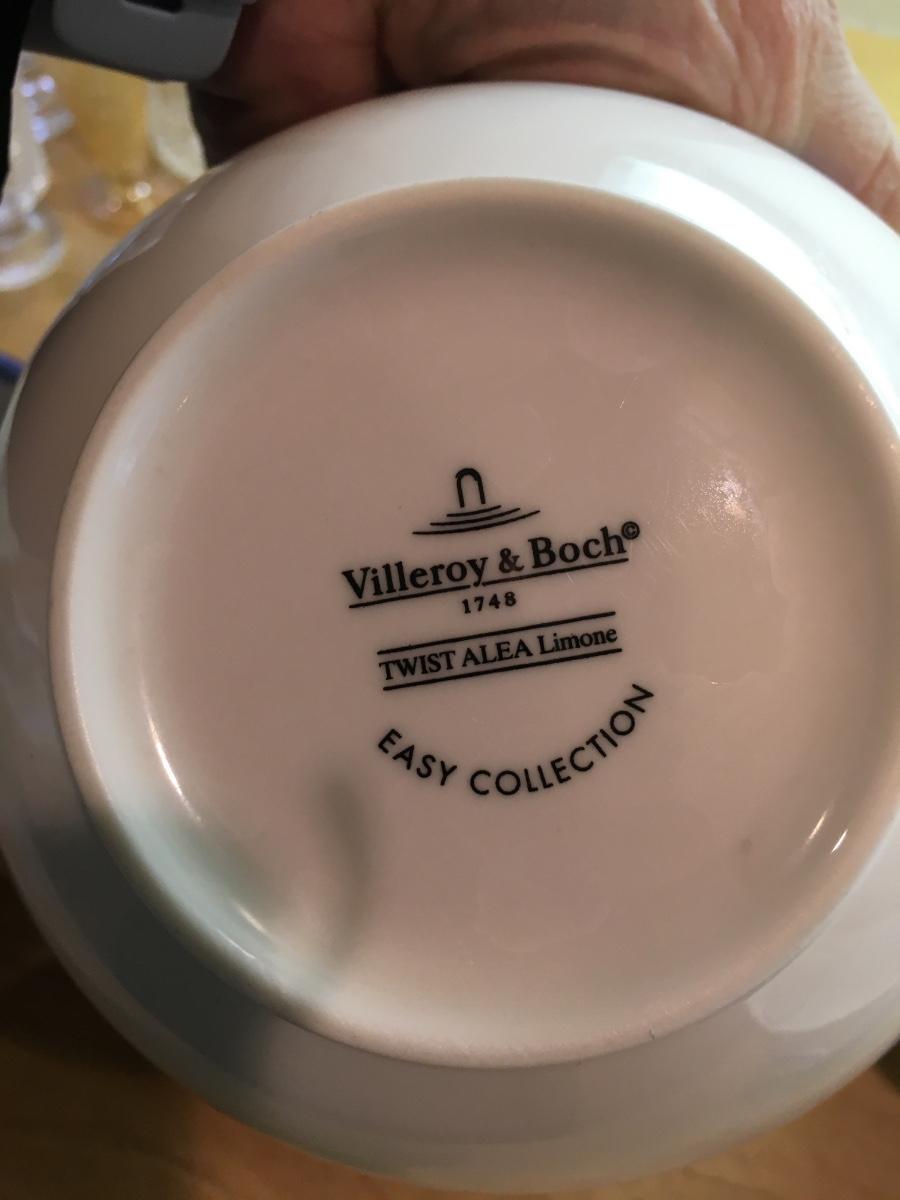 Villeroy & Boch©
1748
TWIST ALEA Limone
EASY COLLECTION